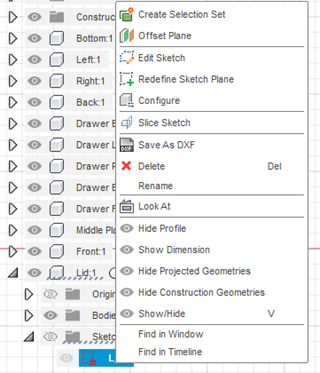 Construc
Bottom:1
Left:1
Right:1
Back:1
Drawer B
Drawer L
Drawer
Drawer B
Drawer F
Middle Pla
Front:1
Lid:1
Origin
Bodie
Sketc
L
Create Selection Set
Offset Plane
Edit Sketch
Redefine Sketch Plane
Configure
Slice Sketch
Save As DXF
Delete Del
Rename
Look At
Hide Profile
Show Dimension
Hide Projected Geometries
Hide Construction Geometries
Show/Hide V
Find in Window
Find in Timeline